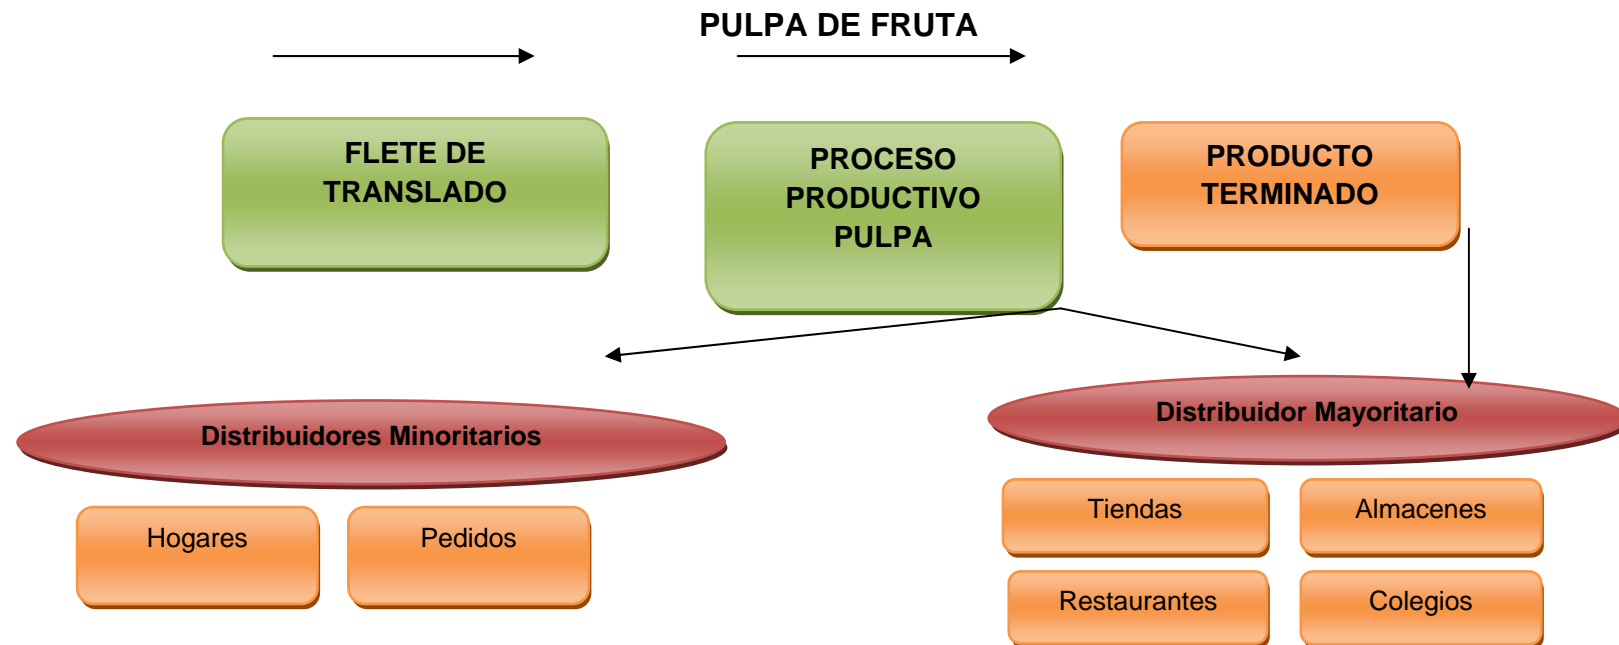 PULPA DE FRUTA
FLETE DE
TRANSLADO
PROCESO
PRODUCTIVO
PULPA
PRODUCTO
TERMINADO
Distribuidores Minoritarios
Distribuidor Mayoritario
Hogares
Pedidos
Tiendas
Almacenes
Restaurantes
Colegios